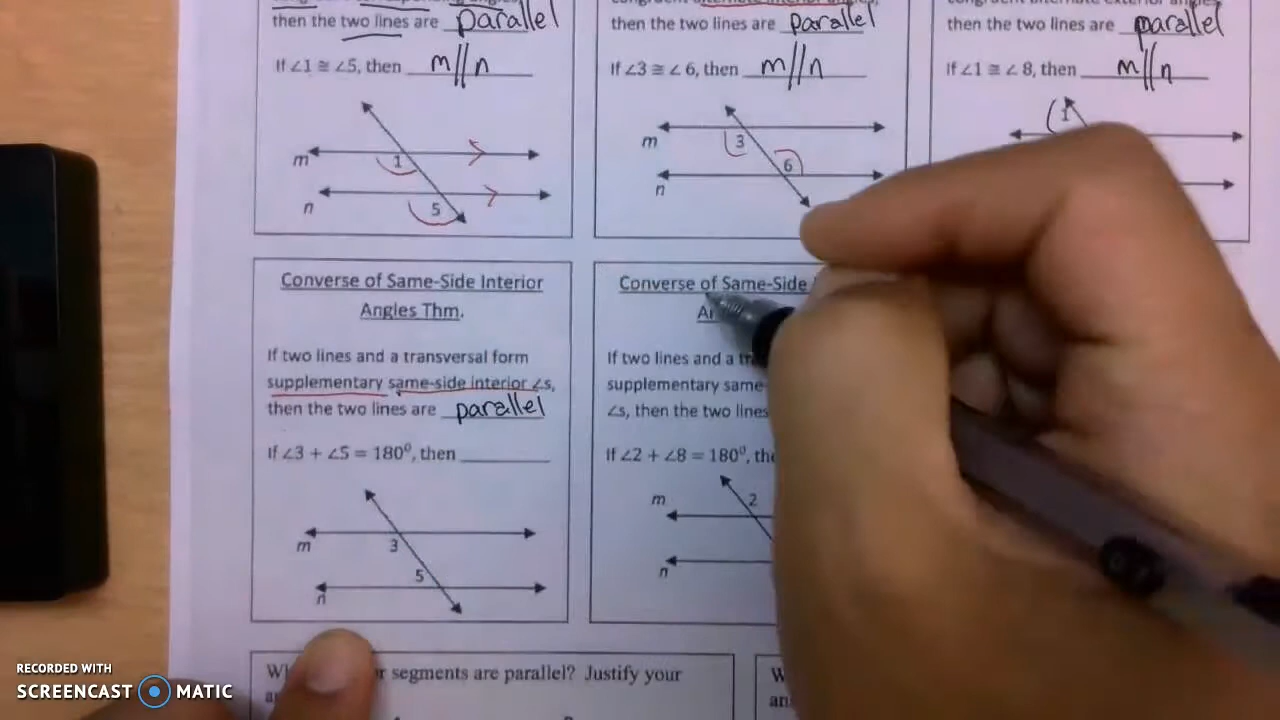 then the two lines are parallel
If ∠1 ≅ ∠5, then m//n
1
m
n
5
then the two lines are parallel
If ∠3 ≅ ∠6, then m//n
m
3
6
n
then the two lines are parallel
If ∠1 ≅ ∠8, then m//n
1
Converse of Same-Side Interior
Angles Thm.
If two lines and a transversal form
supplementary same-side interior ∠s,
then the two lines are parallel
If ∠3 + ∠5 = 180⁰, then
m
3
5
n
Converse of Same-Side
If two lines and a
supplementary same-
∠s, then the two lines
If ∠2 + ∠8 = 180⁰,
m
2
n
or segments are parallel? Justify your
RECORDED WITH
SCREENCAST MATIC